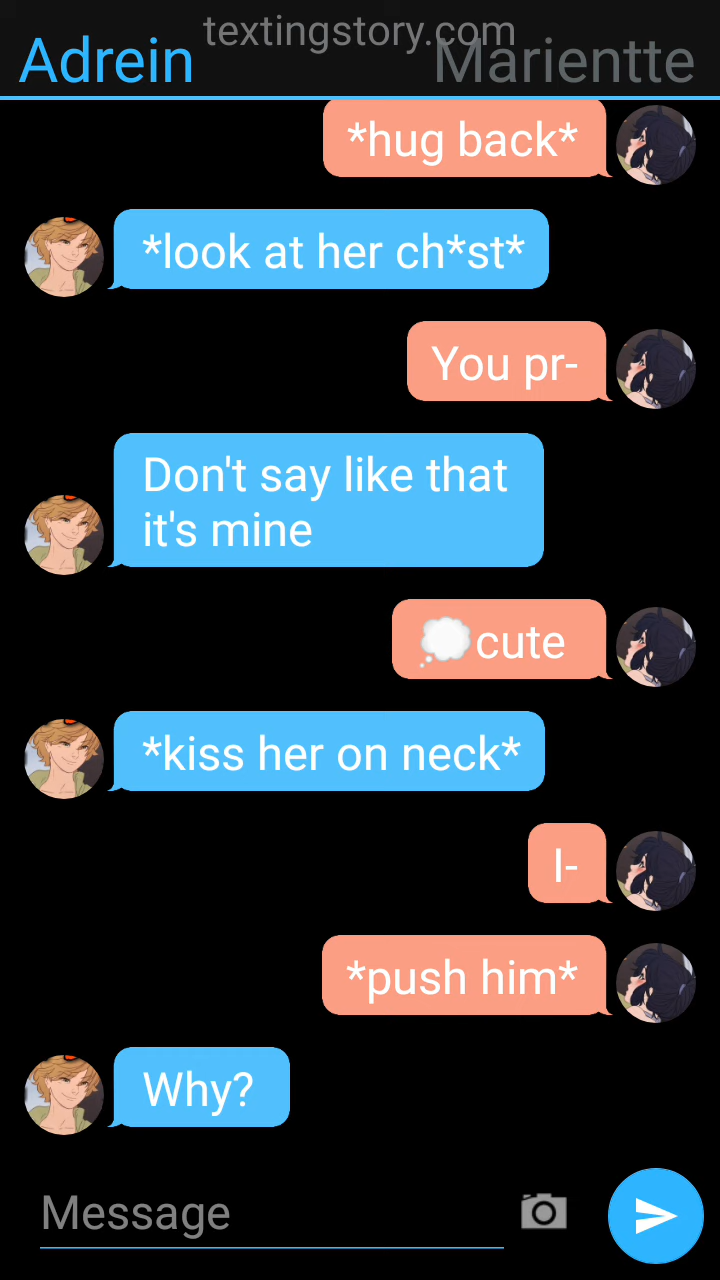 textingstory.com
Adrein
Marientte
*hug back*
*look at her ch*st*
You pr-
Don't say like that
it's mine
💭cute
*kiss her on neck*
I-
*push him*
Why?
Message